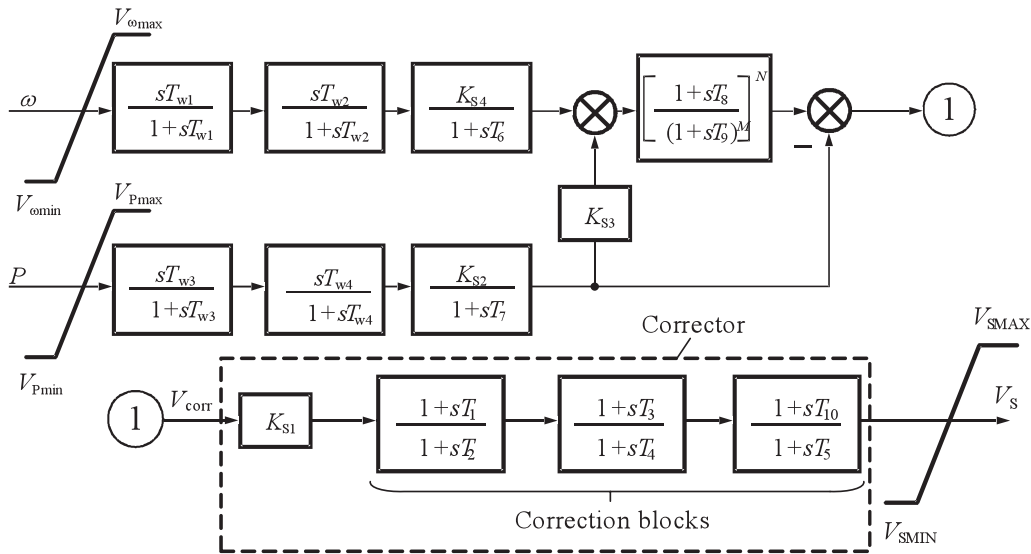 Vωmax
ω
sTw1
1+sTw1
sTw2
1+sTw2
KS4
1+sT6
[1+sT8
(1+sT9)M]N
1
−
Vωmin
VPmax
KS3
P
sTw3
1+sTw3
sTw4
1+sTw4
KS2
1+sT7
VPmin
Corrector
VSMAX
1
Vcorr
KS1
1+sT1
1+sT2
1+sT3
1+sT4
1+sT10
1+sT5
VS
Correction blocks
VSMIN